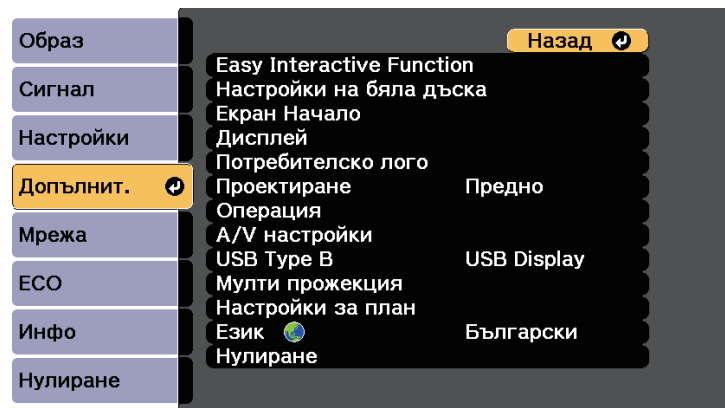 Образ
Сигнал
Настройки
Допълнит.
Мрежа
ECO
Инфо
Нулиране
Назад
Easy Interactive Function
Настройки на бяла дъска
Екран Начало
Дисплей
Потребителско лого
Проектиране Предно
Операция
A/V настройки
USB Type B USB Display
Мулти прожекция
Настройки за план
Език Български
Нулиране